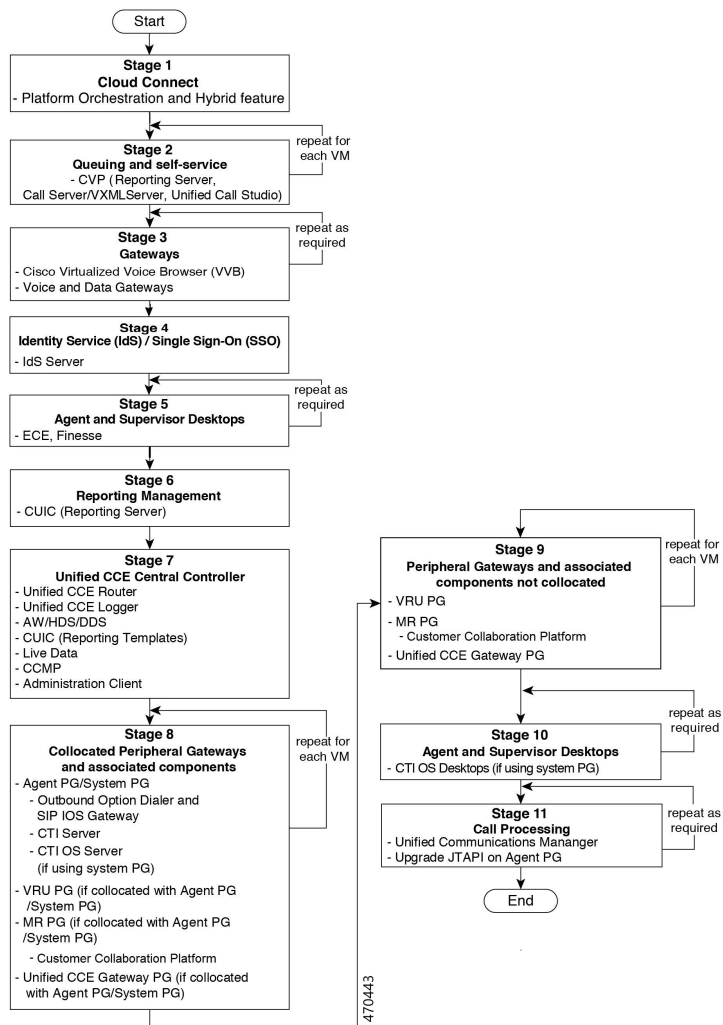 Start
Stage 1
Cloud Connect
- Platform Orchestration and Hybrid feature
repeat for
each VM
Stage 2
Queuing and self-service
- CVP (Reporting Server,
Call Server/VXMLServer, Unified Call Studio)
repeat as
required
Stage 3
Gateways
- Cisco Virtualized Voice Browser (VVB)
- Voice and Data Gateways
Stage 4
Identity Service (IdS) / Single Sign-On (SSO)
- IdS Server
repeat as
required
Stage 5
Agent and Supervisor Desktops
- ECE, Finesse
Stage 6
Reporting Management
- CUIC (Reporting Server)
Stage 7
Unified CCE Central Controller
- Unified CCE Router
- Unified CCE Logger
- AW/HDS/DDS
- CUIC (Reporting Templates)
- Live Data
- CCMP
- Administration Client
Stage 8
Collocated Peripheral Gateways
and associated components
repeat for
each VM
- Agent PG/System PG
- Outbound Option Dialer and
SIP IOS Gateway
- CTI Server
- CTI OS Server
(if using system PG)
- VRU PG (if collocated with Agent PG
/System PG)
- MR PG (if collocated with Agent PG
/System PG)
- Customer Collaboration Platform
- Unified CCE Gateway PG (if collocated
with Agent PG/System PG)
Stage 9
Peripheral Gateways and associated
components not collocated
repeat for
each VM
- VRU PG
- MR PG
- Customer Collaboration Platform
- Unified CCE Gateway PG
repeat as
required
Stage 10
Agent and Supervisor Desktops
- CTI OS Desktops (if using system PG)
repeat as
required
Stage 11
Call Processing
- Unified Communications Mananger
- Upgrade JTAPI on Agent PG
End
470443